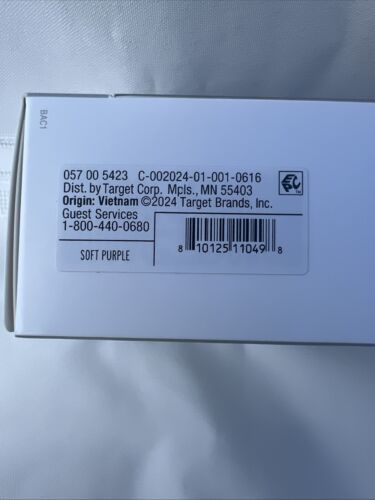 BAC1
057 00 5423 C-002024-01-001-0616
Dist. by Target Corp. Mpls., MN 55403
Origin: Vietnam ©2024 Target Brands, Inc.
Guest Services
1-800-440-0680
SOFT PURPLE
8 10125 11049 8
TM